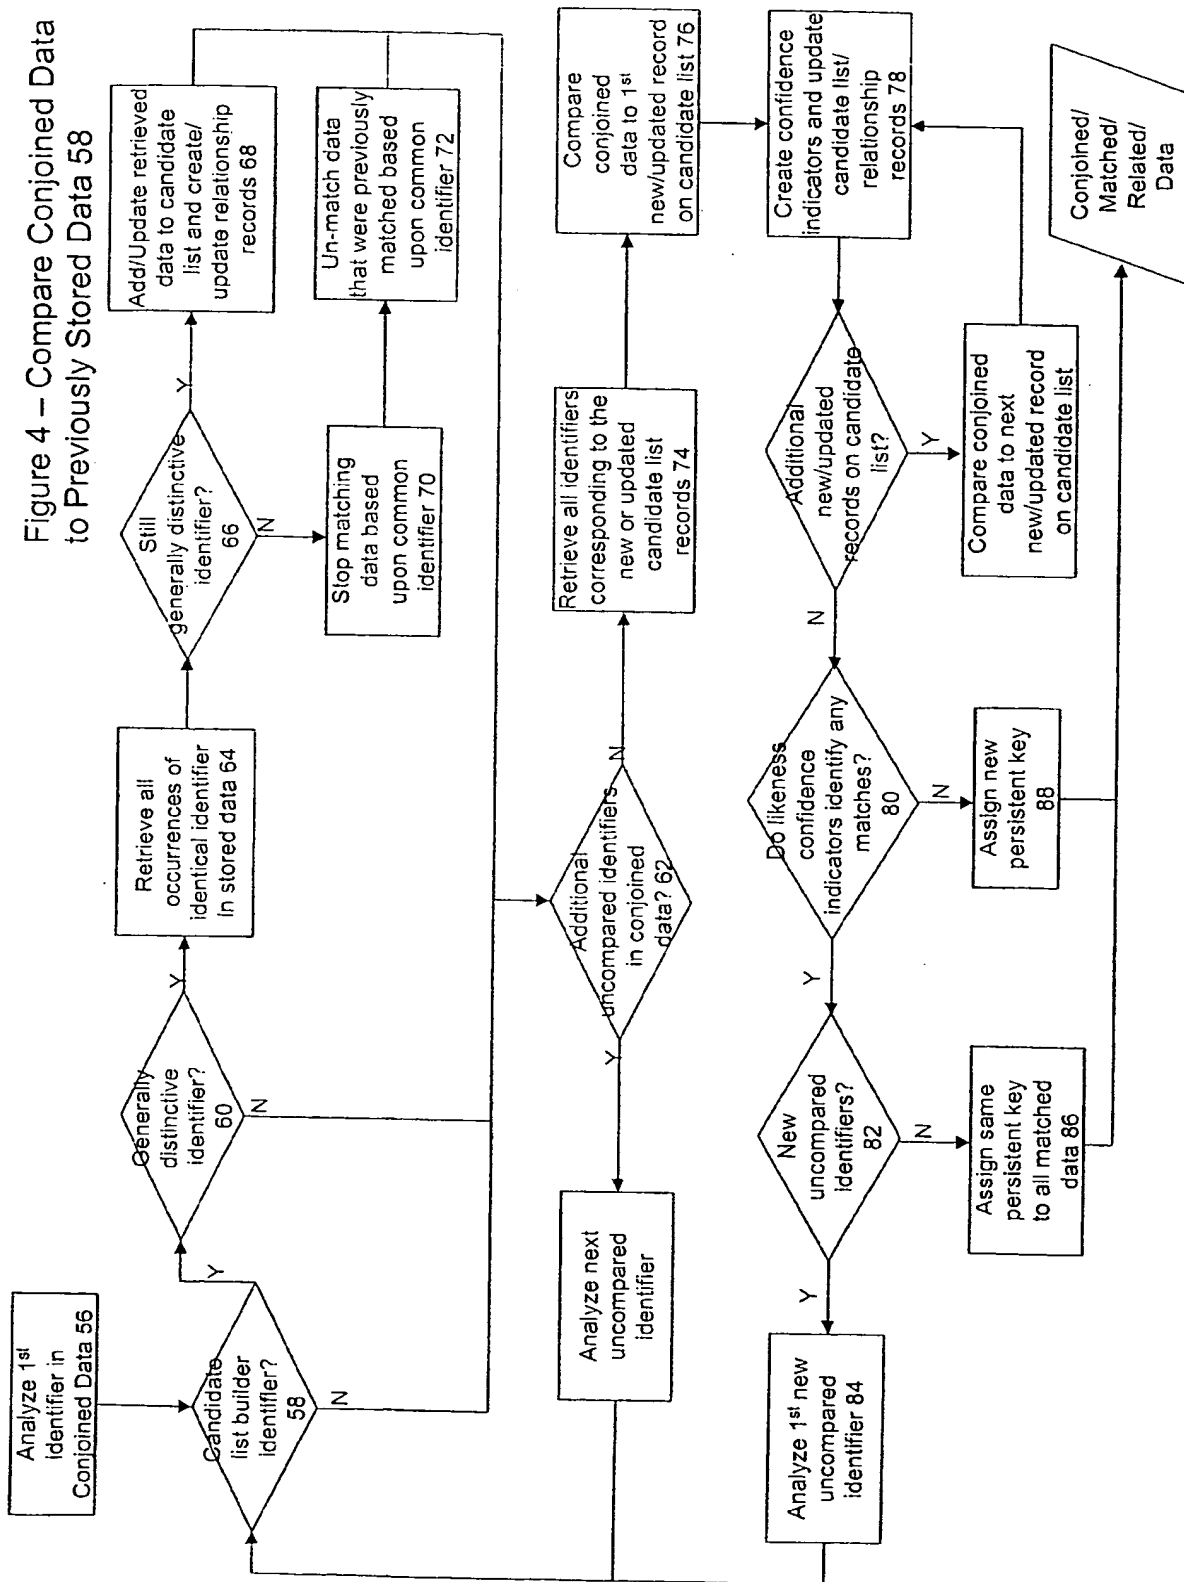 Figure 4 – Compare Conjoined Data
to Previously Stored Data 58
Analyze 1st
identifier in
Conjoined Data 56
Candidate
list builder
identifier?
58
Y
N
Generally
distinctive
identifier?
60
Y
N
Retrieve all
occurrences of
identical identifier
In stored data 64
Still
generally distinctive
identifier?
66
Y
N
Add/Update retrieved
data to candidate
list and create/
update relationship
records 68
Stop matching
data based
upon common
identifier 70
Un-match data
that were previously
matched based
upon common
identifier 72
Additional
uncompared identifiers
in conjoined
data? 62
Y
N
Analyze next
uncompared
identifier
Retrieve all identifiers
corresponding to the
new or updated
candidate list
records 74
Compare
conjoined
data to 1st
new/updated record
on candidate list 76
Create confidence
indicators and update
candidate list/
relationship
records 78
Additional
new/updated
records on candidate
list?
Y
N
Compare conjoined
data to next
new/updated record
on candidate list
Do likeness
confidence
indicators identify any
matches?
80
Y
N
Assign new
persistent key
88
New
uncompared
identifiers?
82
Y
N
Assign same
persistent key
to all matched
data 86
Analyze 1st new
uncompared
identifier 84
Conjoined/
Matched/
Related/
Data